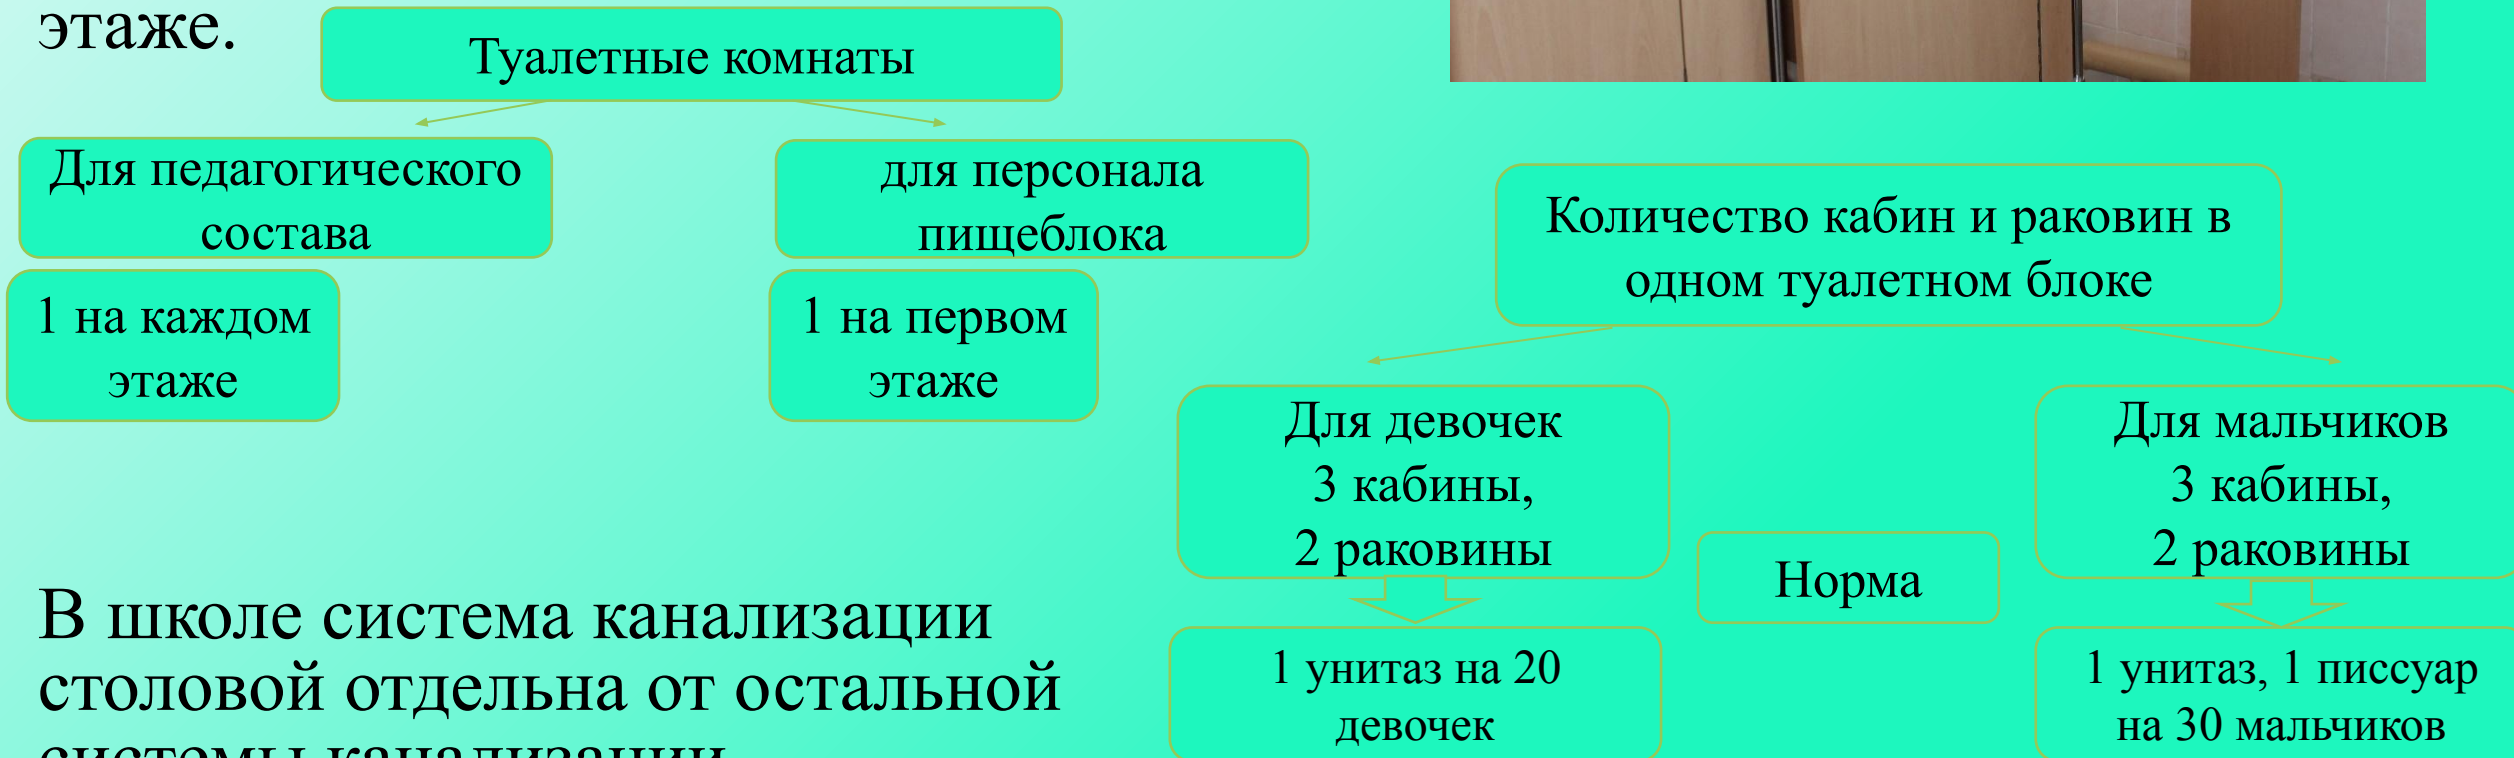 этаже.
Туалетные комнаты
Для педагогического
состава
для персонала
пищеблока
1 на каждом
этаже
1 на первом
этаже
Количество кабин и раковин в
одном туалетном блоке
Для девочек
3 кабины,
2 раковины
Для мальчиков
3 кабины,
2 раковины
Норма
1 унитаз на 20
девочек
1 унитаз, 1 писсуар
на 30 мальчиков
В школе система канализации
столовой отдельна от остальной
системы канализации